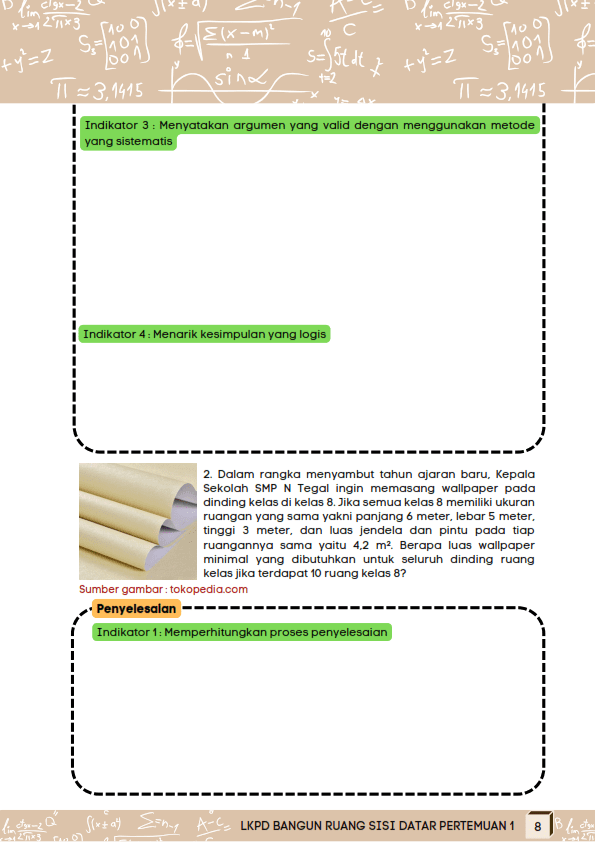 π ≈ 3,1415
sin α
π ≈ 3,1415
Indikator 3 : Menyatakan argumen yang valid dengan menggunakan metode
yang sistematis
Indikator 4 : Menarik kesimpulan yang logis
2. Dalam rangka menyambut tahun ajaran baru, Kepala
Sekolah SMP N Tegal ingin memasang wallpaper pada
dinding kelas di kelas 8. Jika semua kelas 8 memiliki ukuran
ruangan yang sama yakni panjang 6 meter, lebar 5 meter,
tinggi 3 meter, dan luas jendela dan pintu pada tiap
ruangannya sama yaitu 4,2 m². Berapa luas wallpaper
minimal yang dibutuhkan untuk seluruh dinding ruang
kelas jika terdapat 10 ruang kelas 8?
Sumber gambar : tokopedia.com
Penyelesaian
Indikator 1 : Memperhitungkan proses penyelesaian
LKPD BANGUN RUANG SISI DATAR PERTEMUAN 1
8